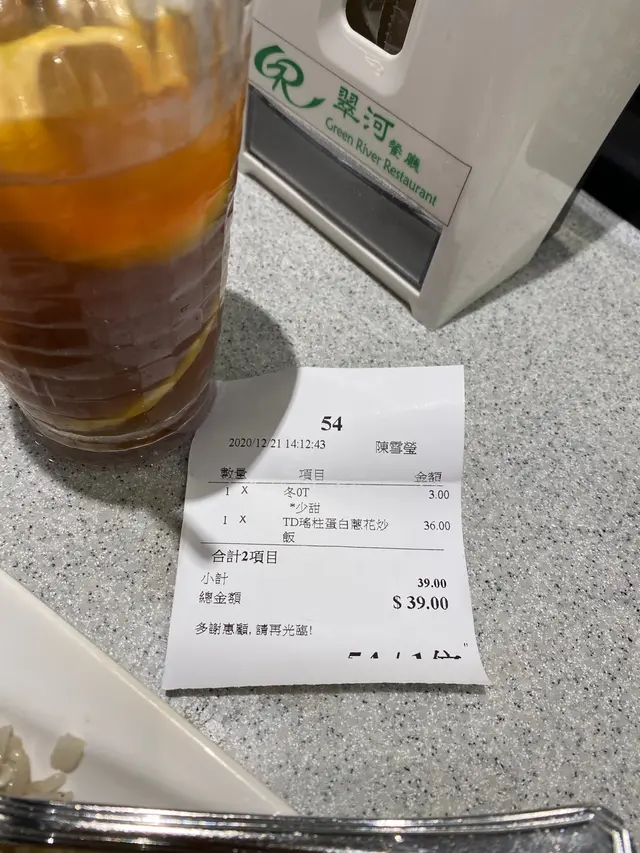 GR
翠河餐廳
Green River Restaurant
54
2020/12/21 14:12:43 陳雪瑩
數量 項目 金額
1 X 冬0T 3.00
*少甜
1 X TD瑤柱蛋白蔥花炒 36.00
飯
合計2項目
小計 39.00
總金額 $ 39.00
多謝惠顧, 請再光臨!